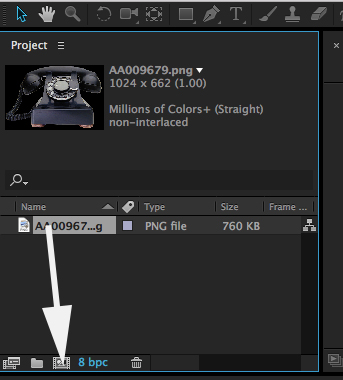 Project
AA009679.png
1024 x 662 (1.00)
Millions of Colors+ (Straight)
non-interlaced
Name Type Size Frame ...
AA00967...g PNG file 760 KB
8 bpc